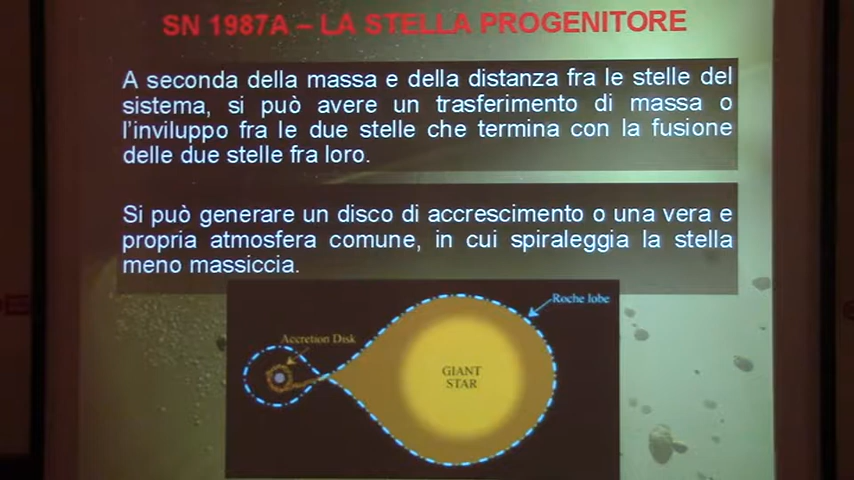 SN 1987A – LA STELLA PROGENITORE
A seconda della massa e della distanza fra le stelle del
sistema, si può avere un trasferimento di massa o
l'inviluppo fra le due stelle che termina con la fusione
delle due stelle fra loro.
Si può generare un disco di accrescimento o una vera e
propria atmosfera comune, in cui spiraleggia la stella
meno massiccia.
Roche lobe
Accretion Disk
GIANT
STAR